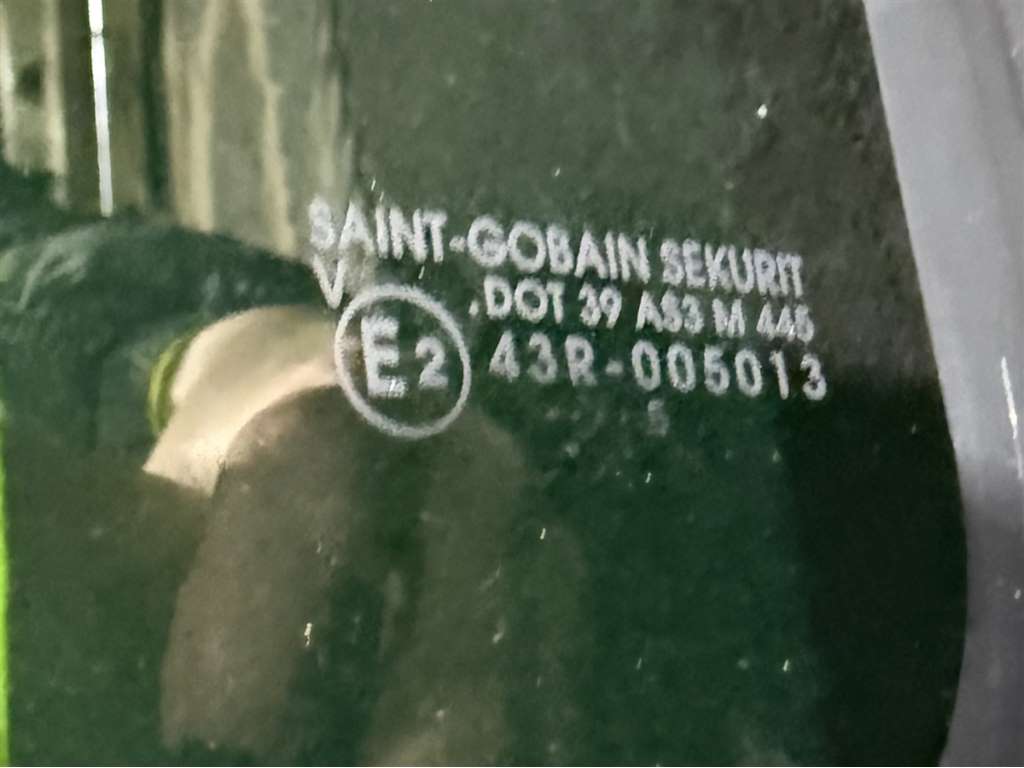 SAINT-GOBAIN SEKURIT
V .DOT 39 AS3 M 445
E2 43R-005013